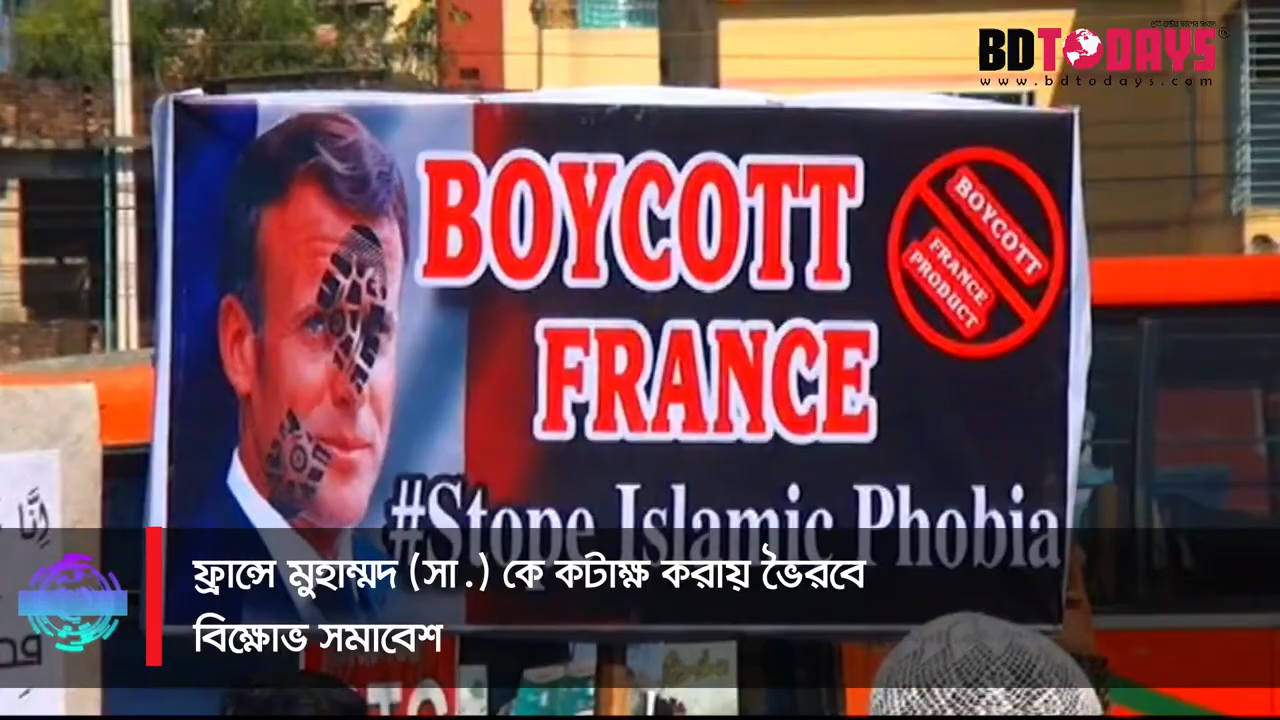 BDTODAYS
www.bdtodays.com
BOYCOTT
FRANCE
BOYCOTT
FRANCE
PRODUCT
#Stope Islamic Phobia
ফ্রান্সে মুহাম্মদ (সা.) কে কটাক্ষ করায় ভৈরবে
বিক্ষোভ সমাবেশ